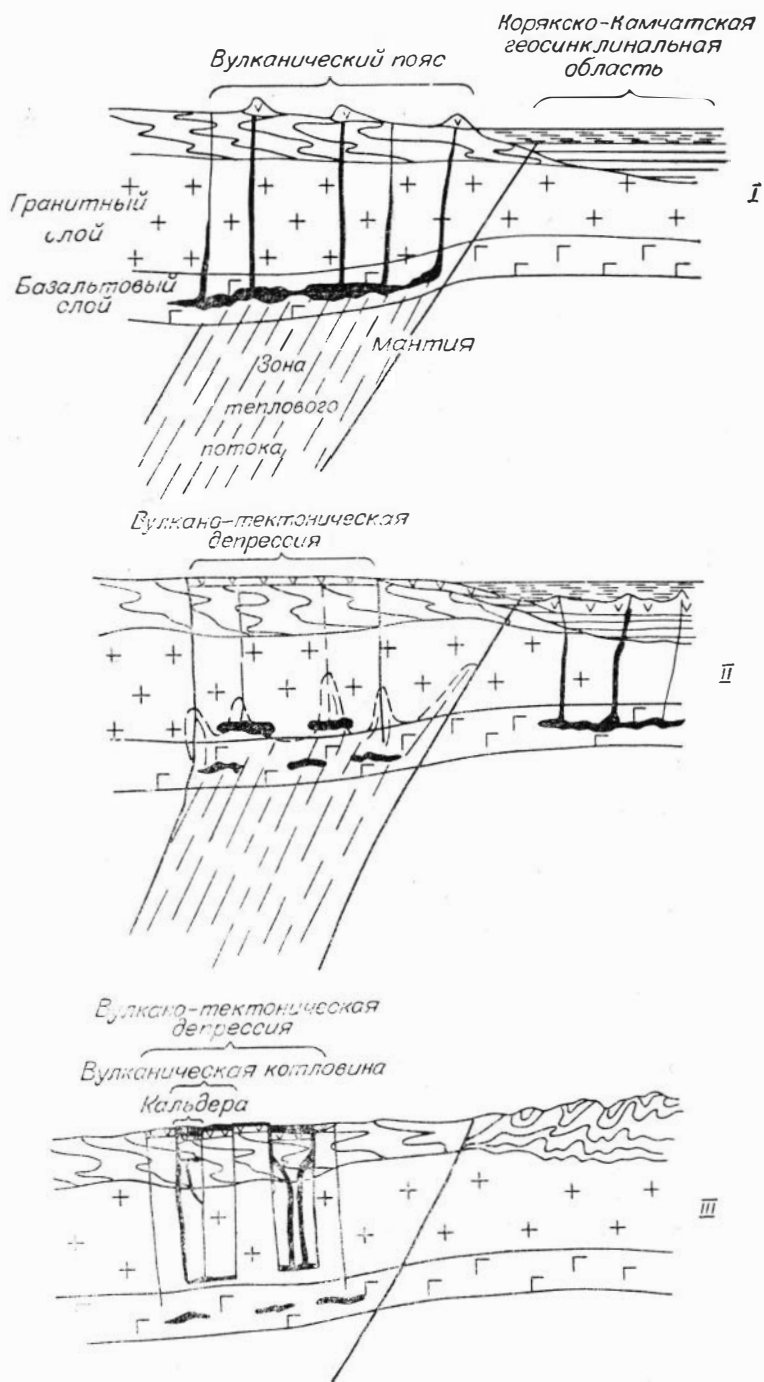 Корякско-Камчатская
геосинклинальная
область
Вулканический пояс
I
Гранитный
слой
Базальтовый
слой
Мантия
Зона
теплового
потока
Вулкано-тектоническая
депрессия
II
Вулкано-тектоническая
депрессия
Вулканическая котловина
Кальдера
III